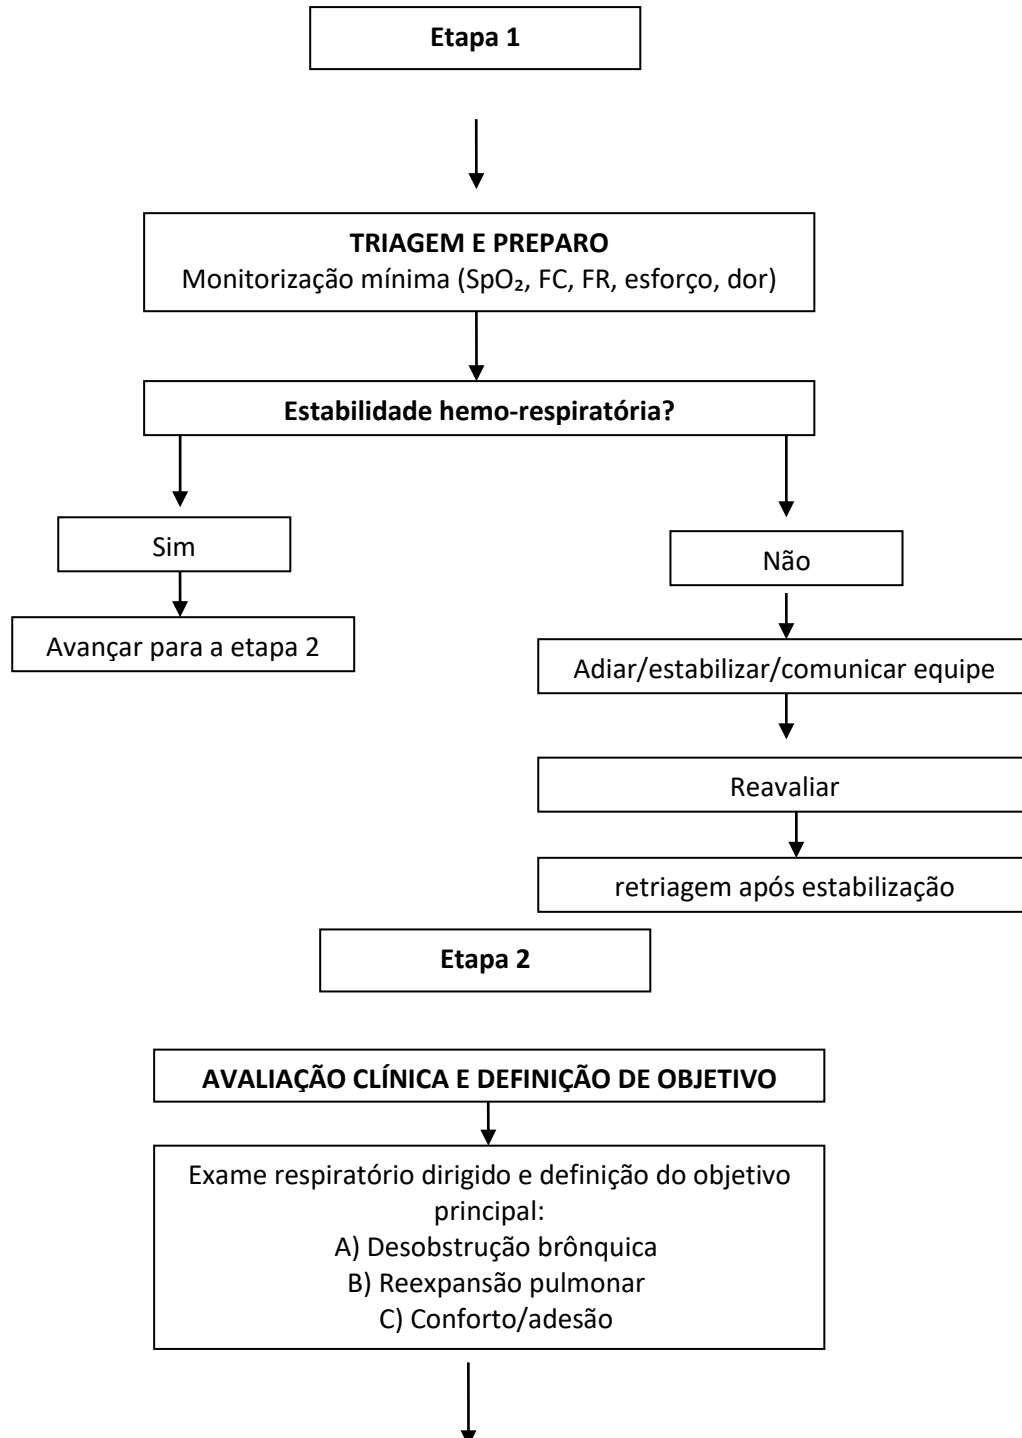 Etapa 1
TRIAGEM E PREPARO
Monitorização mínima (SpO₂, FC, FR, esforço, dor)
Estabilidade hemo-respiratória?
Sim
Não
Avançar para a etapa 2
Adiar/estabilizar/comunicar equipe
Reavaliar
retriagem após estabilização
Etapa 2
AVALIAÇÃO CLÍNICA E DEFINIÇÃO DE OBJETIVO
Exame respiratório dirigido e definição do objetivo
principal:
A) Desobstrução brônquica
B) Reexpansão pulmonar
C) Conforto/adesão